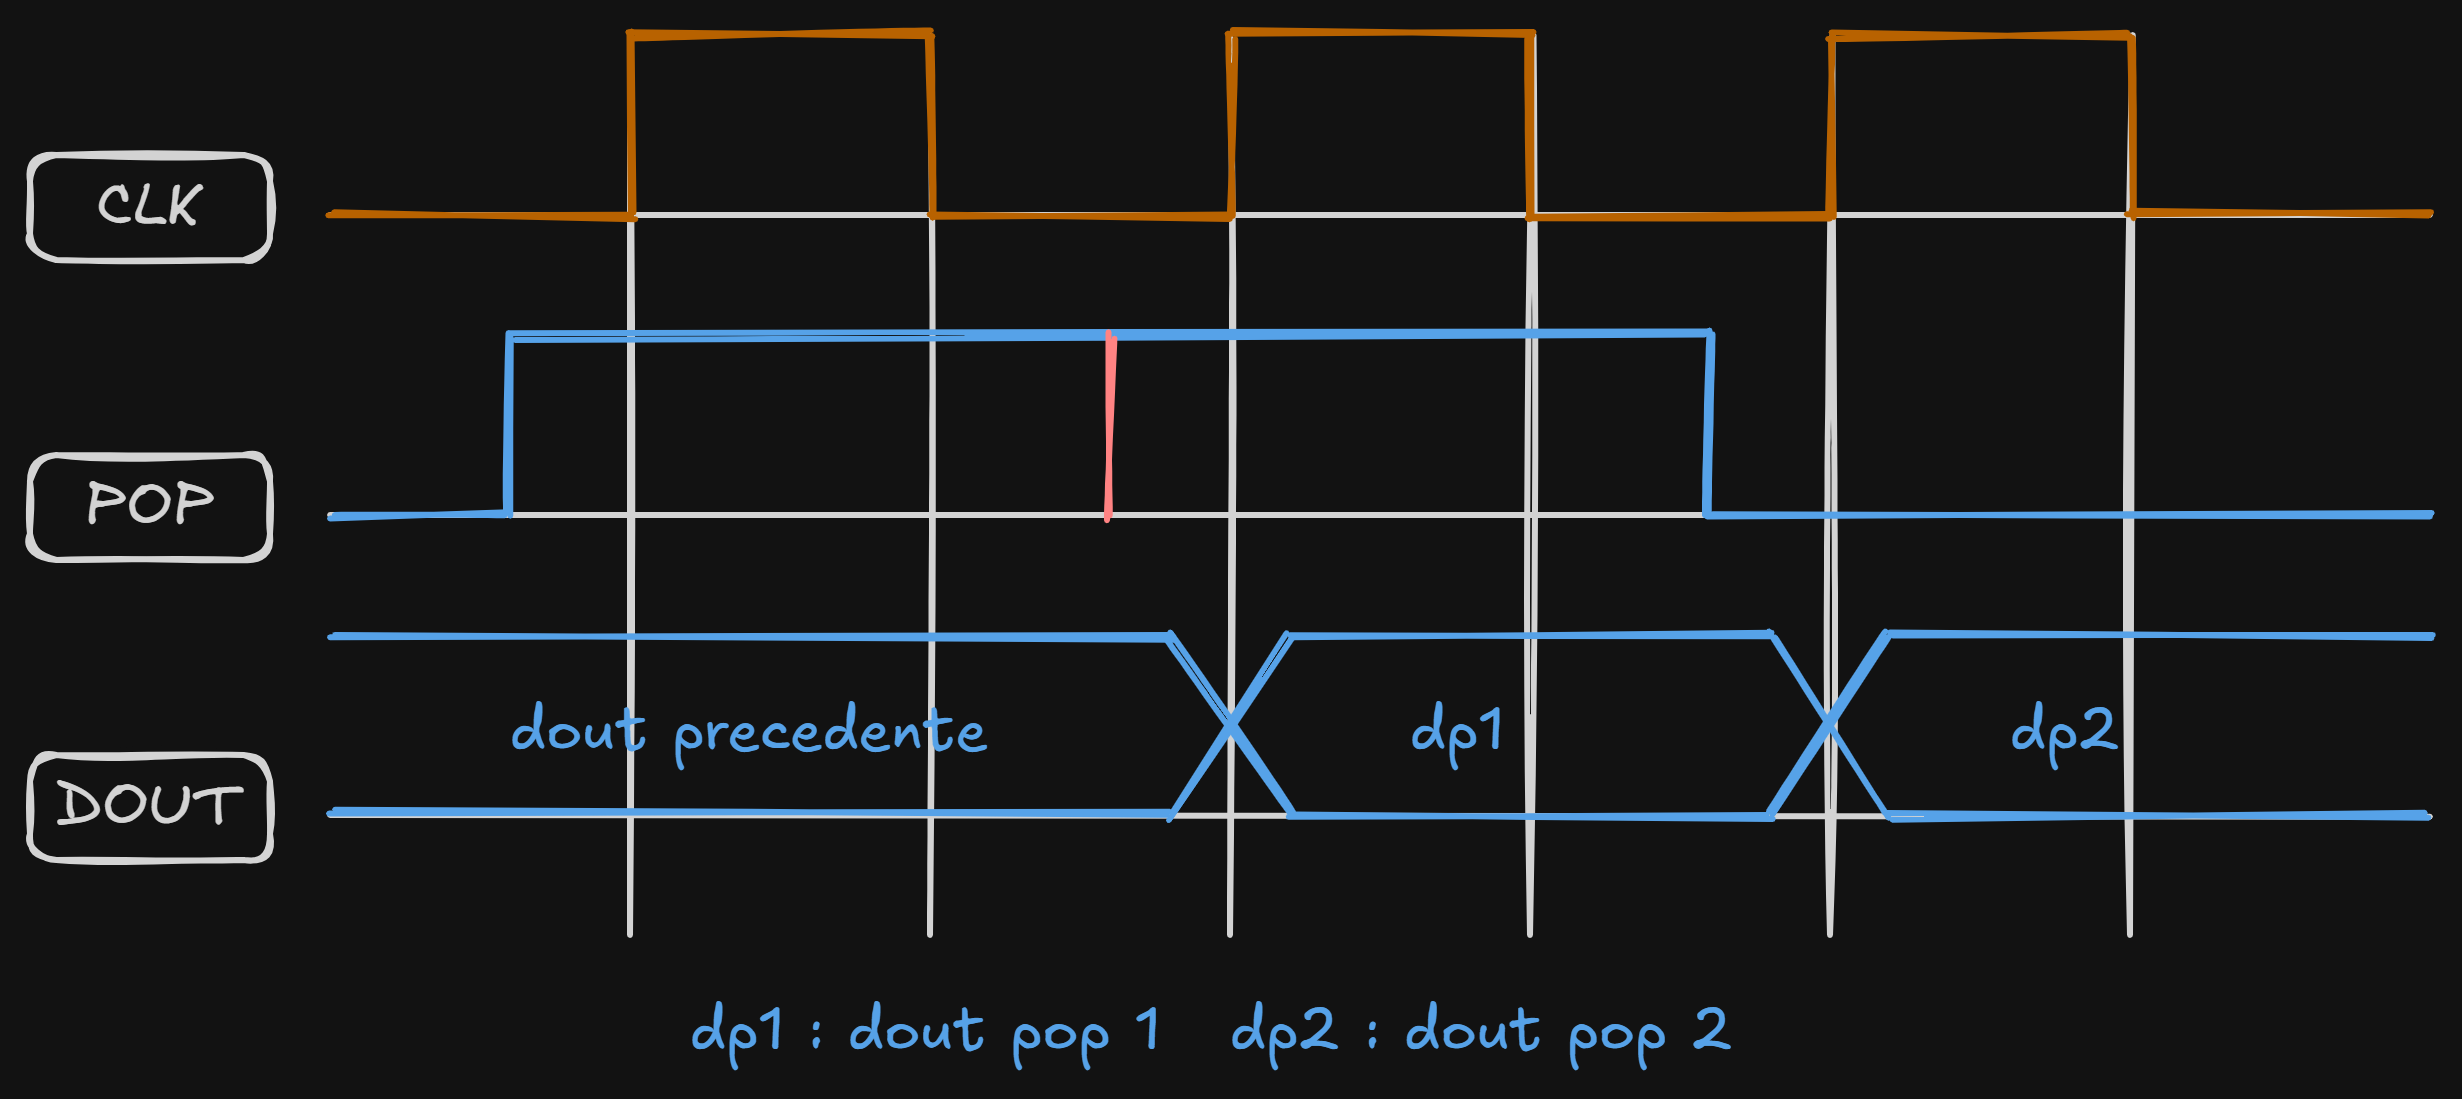 CLK
POP
dout precedente
dp1
dp2
DOUT
dp1 : dout pop 1
dp2 : dout pop 2